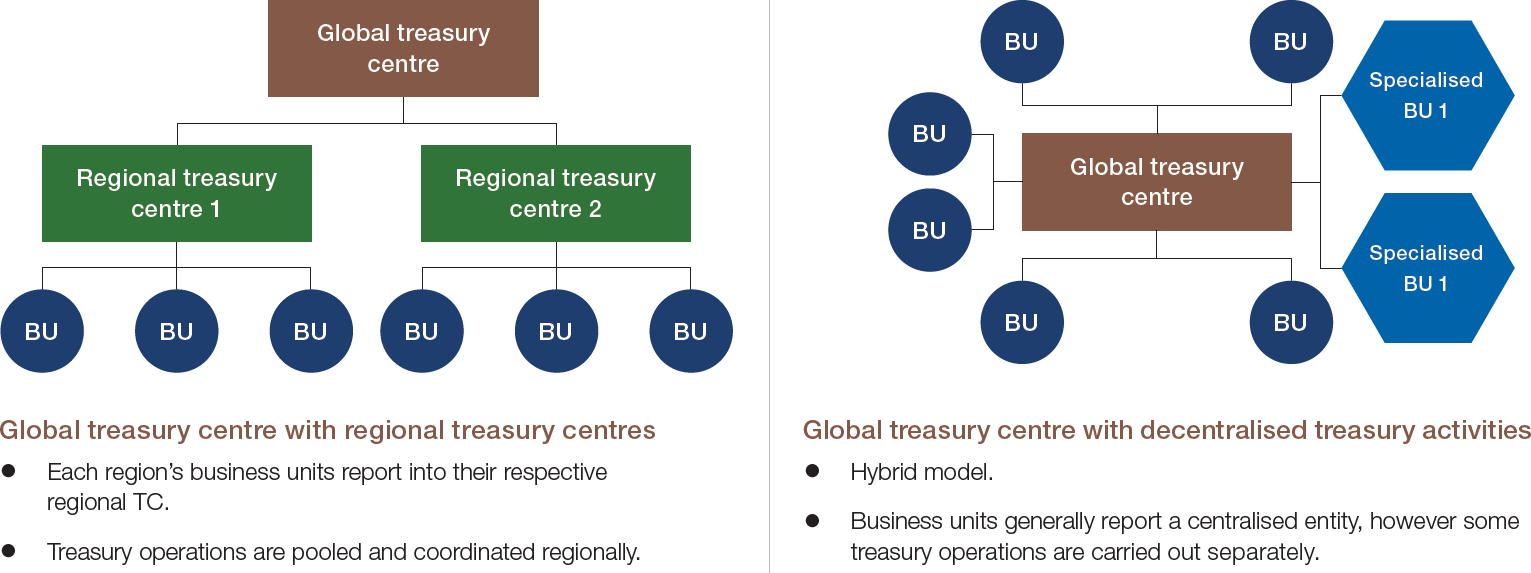 Global treasury
centre
Regional treasury
centre 1
Regional treasury
centre 2
BU
BU
BU
BU
BU
BU
Global treasury centre with regional treasury centres
● Each region’s business units report into their respective
regional TC.
● Treasury operations are pooled and coordinated regionally.
BU
BU
BU
BU
Global treasury
centre
Specialised
BU 1
Specialised
BU 1
BU
BU
Global treasury centre with decentralised treasury activities
● Hybrid model.
● Business units generally report a centralised entity, however some
treasury operations are carried out separately.